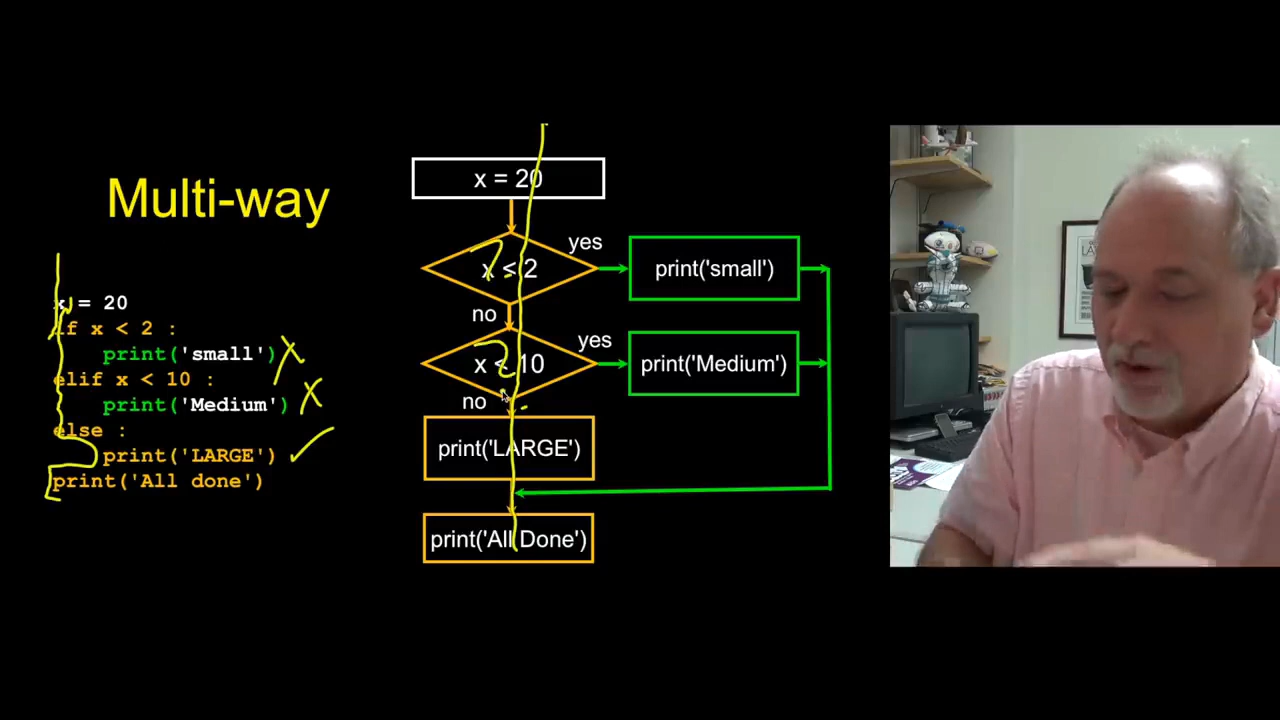 Multi-way
x = 20
if x < 2 :
print('small')
elif x < 10 :
print('Medium')
else :
print('LARGE')
print('All done')
x = 20
x < 2
yes
print('small')
no
x < 10
yes
print('Medium')
no
print('LARGE')
print('All Done')